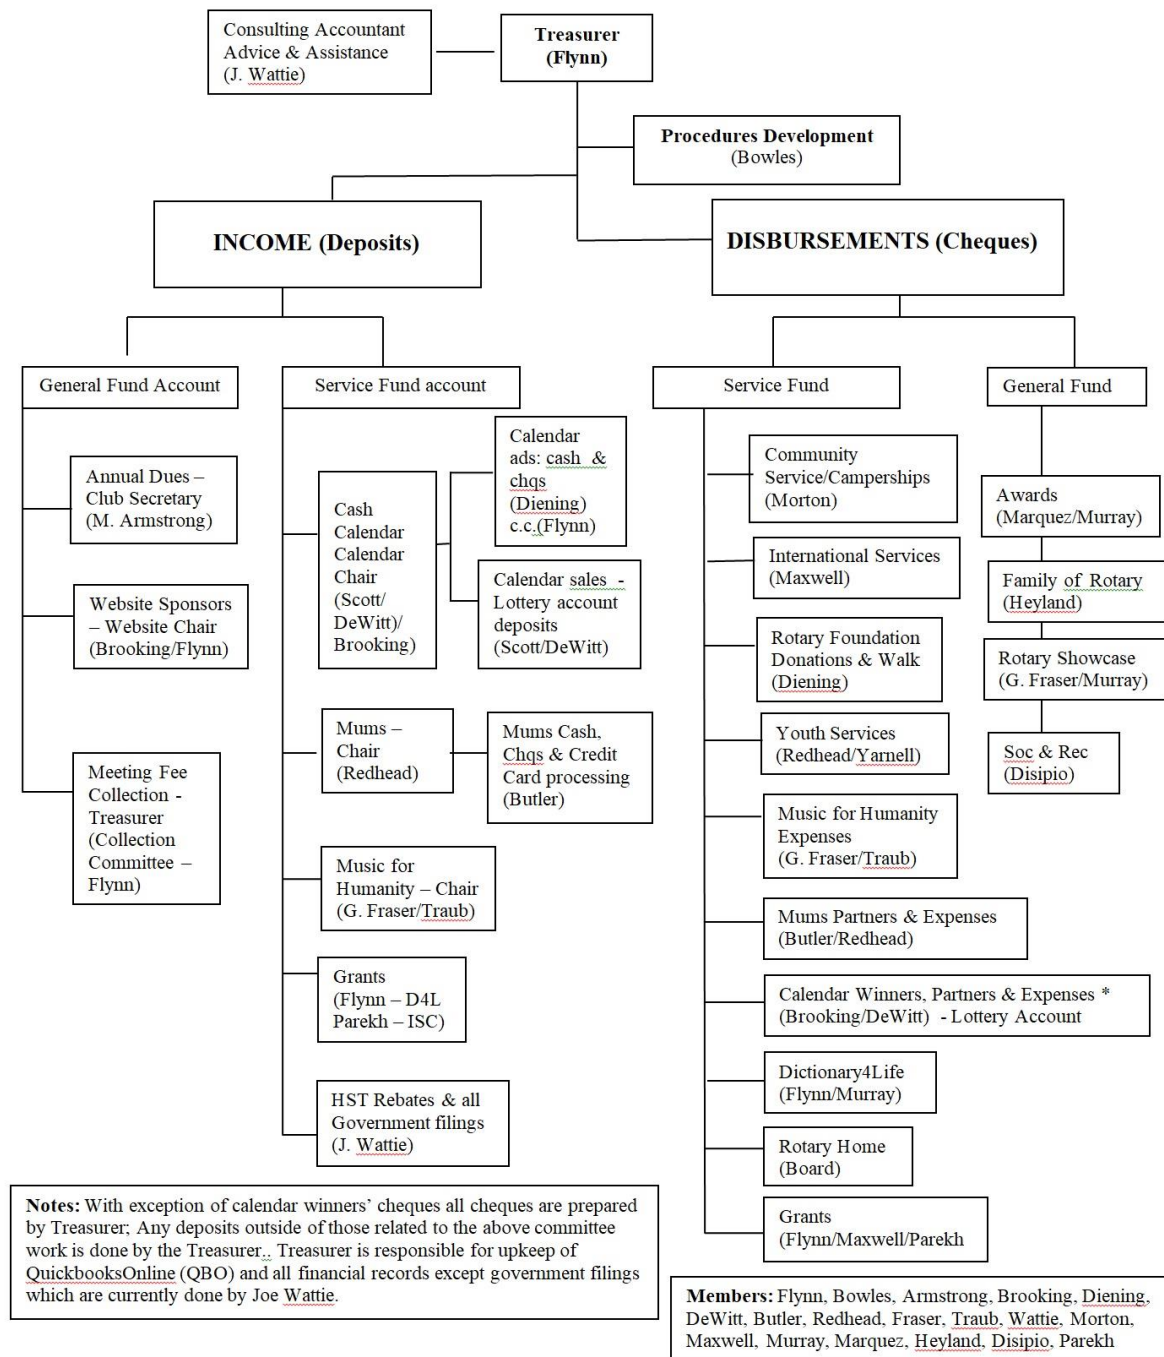 Consulting Accountant
Advice & Assistance
(J. Wattie)
Treasurer
(Flynn)
Procedures Development
(Bowles)
INCOME (Deposits)
DISBURSEMENTS (Cheques)
General Fund Account
Annual Dues –
Club Secretary
(M. Armstrong)
Website Sponsors
– Website Chair
(Brooking/Flynn)
Meeting Fee
Collection -
Treasurer
(Collection
Committee –
Flynn)
Service Fund account
Cash
Calendar
Calendar
Chair
(Scott/
DeWitt)/
Brooking)
Calendar
ads: cash &
chqs
(Diening)
c.c.(Flynn)
Calendar sales -
Lottery account
deposits
(Scott/DeWitt)
Mums –
Chair
(Redhead)
Mums Cash,
Chqs & Credit
Card processing
(Butler)
Music for
Humanity – Chair
(G. Fraser/Traub)
Grants
(Flynn – D4L
Parekh – ISC)
HST Rebates & all
Government filings
(J. Wattie)
Service Fund
Community
Service/Camperships
(Morton)
International Services
(Maxwell)
Rotary Foundation
Donations & Walk
(Diening)
Youth Services
(Redhead/Yarnell)
Music for Humanity
Expenses
(G. Fraser/Traub)
Mums Partners & Expenses
(Butler/Redhead)
Calendar Winners, Partners & Expenses *
(Brooking/DeWitt) - Lottery Account
Dictionary4Life
(Flynn/Murray)
Rotary Home
(Board)
Grants
(Flynn/Maxwell/Parekh
General Fund
Awards
(Marquez/Murray)
Family of Rotary
(Heyland)
Rotary Showcase
(G. Fraser/Murray)
Soc & Rec
(Disipio)
Notes: With exception of calendar winners’ cheques all cheques are prepared
by Treasurer; Any deposits outside of those related to the above committee
work is done by the Treasurer.. Treasurer is responsible for upkeep of
QuickbooksOnline (QBO) and all financial records except government filings
which are currently done by Joe Wattie.
Members: Flynn, Bowles, Armstrong, Brooking, Diening,
DeWitt, Butler, Redhead, Fraser, Traub, Wattie, Morton,
Maxwell, Murray, Marquez, Heyland, Disipio, Parekh